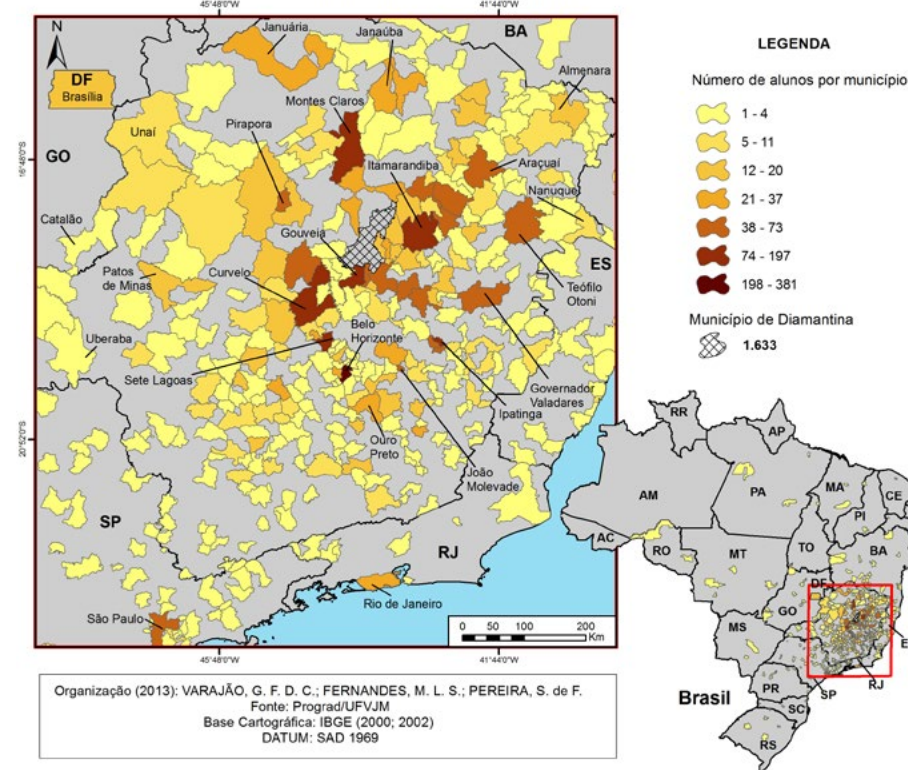 45°48'0"W
41°44'0"W
N
Januária
Janaúba
BA
DF
Brasília
Almenara
Montes Claros
Unaí
Pirapora
GO
16°48'0"S
Itamarandiba
Araçuaí
Nanuque
Catalão
Gouveia
ES
Patos
de Minas
Curvelo
Teófilo
Otoni
Belo
Horizonte
Uberaba
Sete Lagoas
Governador
Valadares
Ipatinga
20°52'0"S
Ouro
Preto
João
Molevade
SP
RJ
Rio de Janeiro
São Paulo
0 50 100 200
Km
45°48'0"W
41°44'0"W
LEGENDA
Número de alunos por município
1 - 4
5 - 11
12 - 20
21 - 37
38 - 73
74 - 197
198 - 381
Município de Diamantina
1.633
RR
AP
AM
PA
MA
CE
PI
AC
RO
TO
BA
MT
DF
GO
MS
E
RJ
SP
PR
Brasil
SC
RS
Organização (2013): VARAJÃO, G. F. D. C.; FERNANDES, M. L. S.; PEREIRA, S. de F.
Fonte: Prograd/UFVJM
Base Cartográfica: IBGE (2000; 2002)
DATUM: SAD 1969